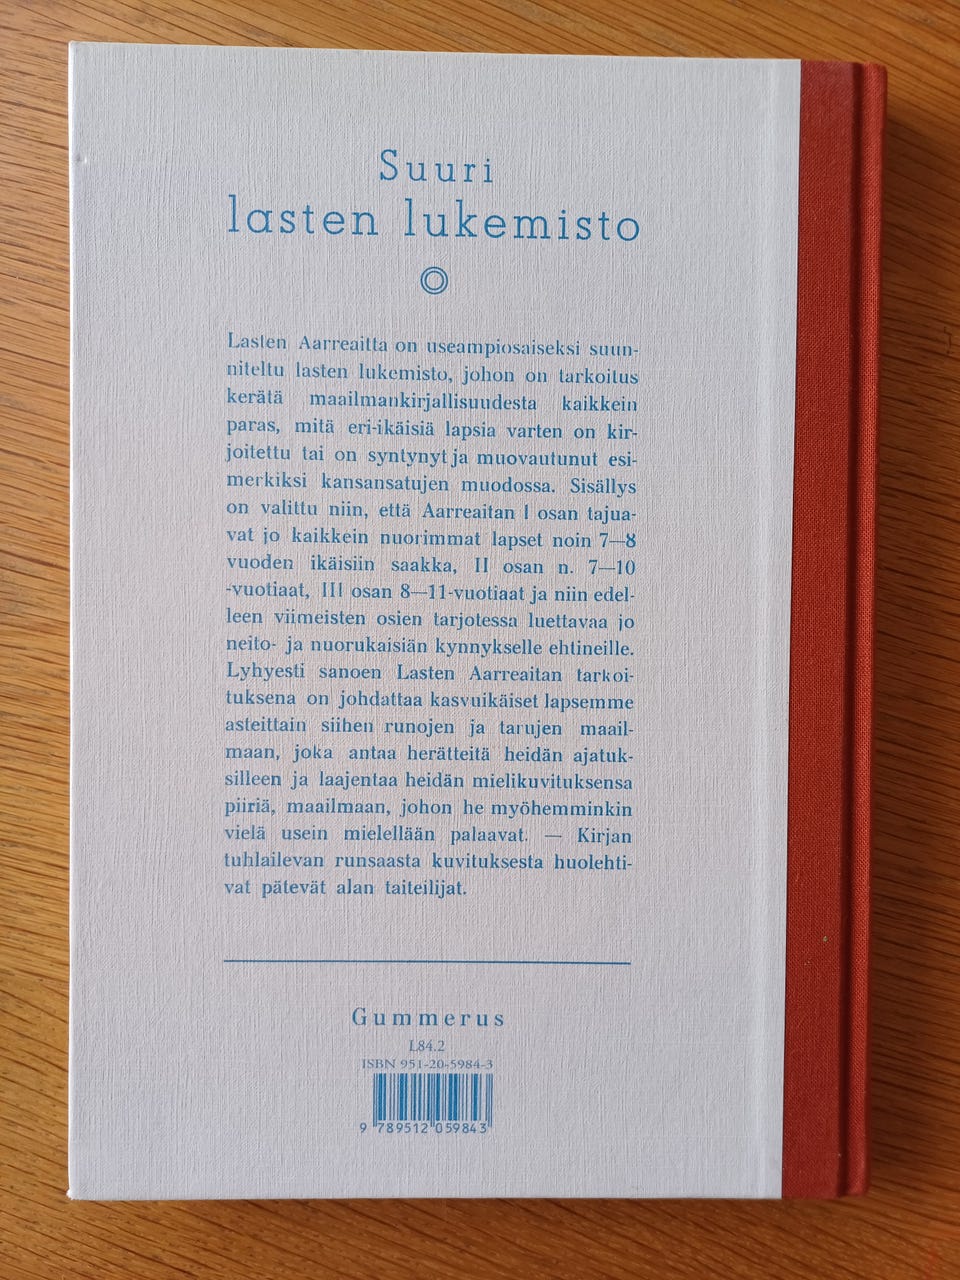 Suuri
lasten lukemisto
Lasten Aarreaitta on useampiosaiseksi suun-
niteltu lasten lukemisto, johon on tarkoitus
kerätä maailmankirjallisuudesta kaikkein
paras, mitä eri-ikäisiä lapsia varten on kir-
joitettu tai on syntynyt ja muovautunut esi-
merkiksi kansansatujen muodossa. Sisällys
on valittu niin, että Aarreaitan I osan tajua-
vat jo kaikkein nuorimmat lapset noin 7—8
vuoden ikäisiin saakka, II osan n. 7—10
-vuotiaat, III osan 8—11-vuotiaat ja niin edel-
leen viimeisten osien tarjotessa luettavaa jo
neito- ja nuorukaisiän kynnykselle ehtineille.
Lyhyesti sanoen Lasten Aarreaitan tarkoi-
tuksena on johdattaa kasvuikäiset lapsemme
asteittain siihen runojen ja tarujen maail-
maan, joka antaa herätteitä heidän ajatuk-
silleen ja laajentaa heidän mielikuvituksensa
piiriä, maailmaan, johon he myöhemminkin
vielä usein mielellään palaavat. — Kirjan
tuhlailevan runsaasta kuvituksesta huolehti-
vat pätevät alan taiteilijat.
Gummerus
L84.2
ISBN 951-20-5984-3
9 789512 059843